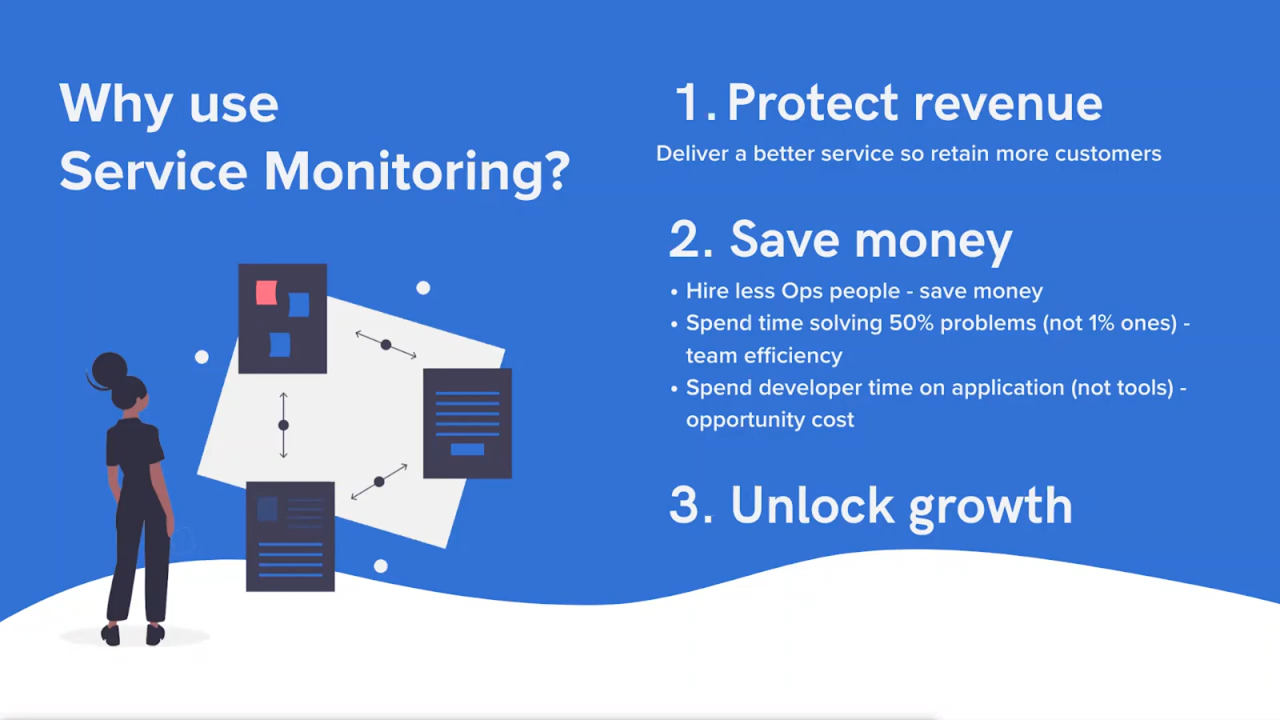 Why use
Service Monitoring?
1. Protect revenue
Deliver a better service so retain more customers
2. Save money
• Hire less Ops people - save money
• Spend time solving 50% problems (not 1% ones) -
team efficiency
• Spend developer time on application (not tools) -
opportunity cost
3. Unlock growth